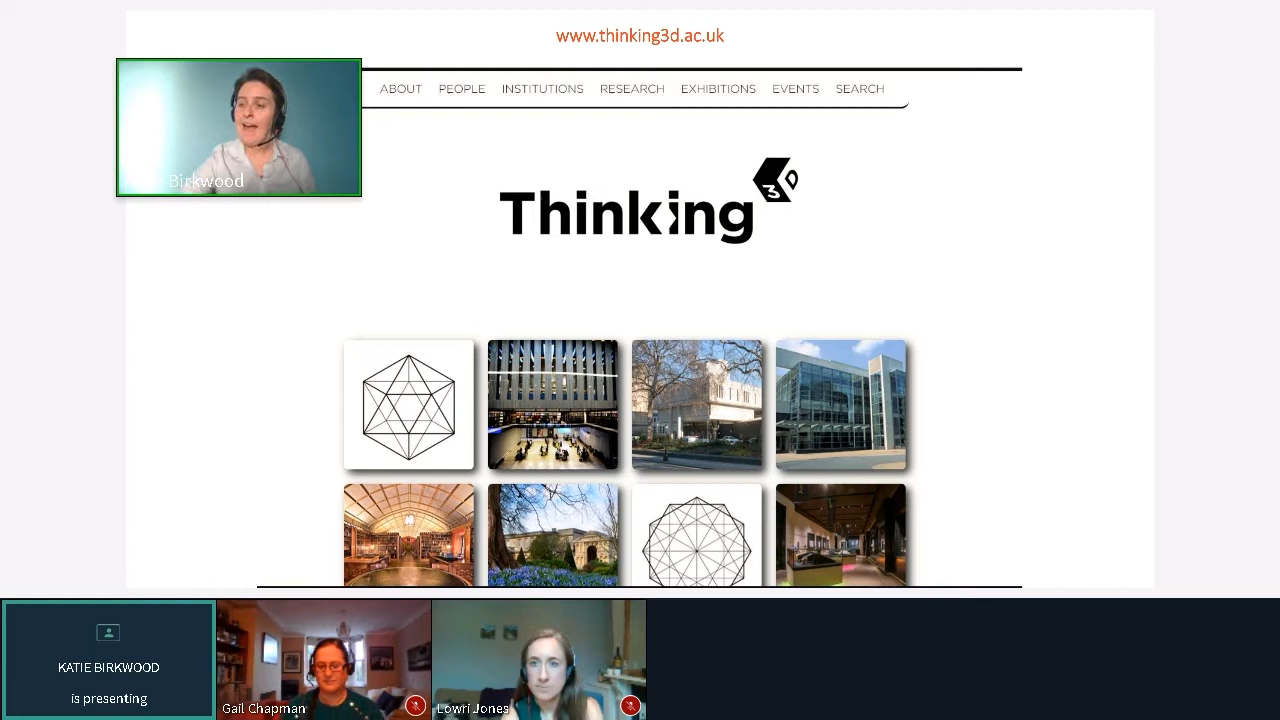 www.thinking3d.ac.uk
ABOUT PEOPLE INSTITUTIONS RESEARCH EXHIBITIONS EVENTS SEARCH
Birkwood
Thinking 3D
KATIE BIRKWOOD
is presenting
Gail Chapman
Lowri Jones